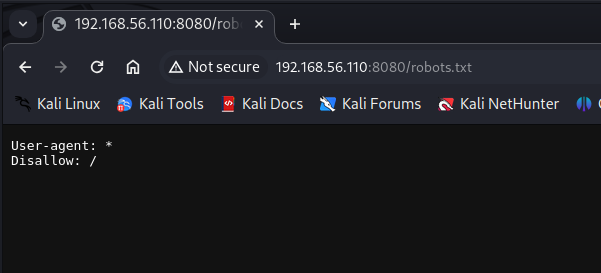 192.168.56.110:8080/rob
Not secure 192.168.56.110:8080/robots.txt
Kali Linux Kali Tools Kali Docs Kali Forums Kali NetHunter
User-agent: *
Disallow: /